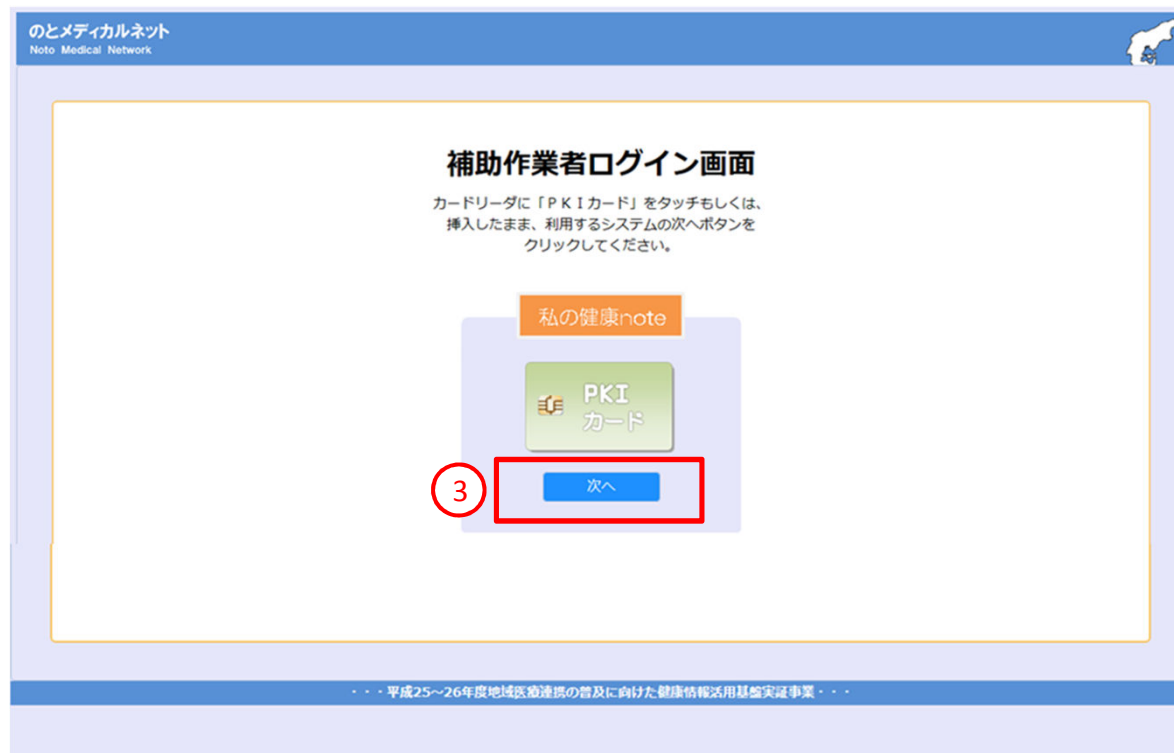 のとメディカルネット
Noto Medical Network
補助作業者ログイン画面
カードリーダに「ＰＫＩカード」をタッチもしくは、
挿入したまま、利用するシステムの次へボタンを
クリックしてください。
私の健康note
PKI
カード
3
次へ
・・・平成25～26年度地域医療連携の普及に向けた健康情報活用基盤実証事業・・・